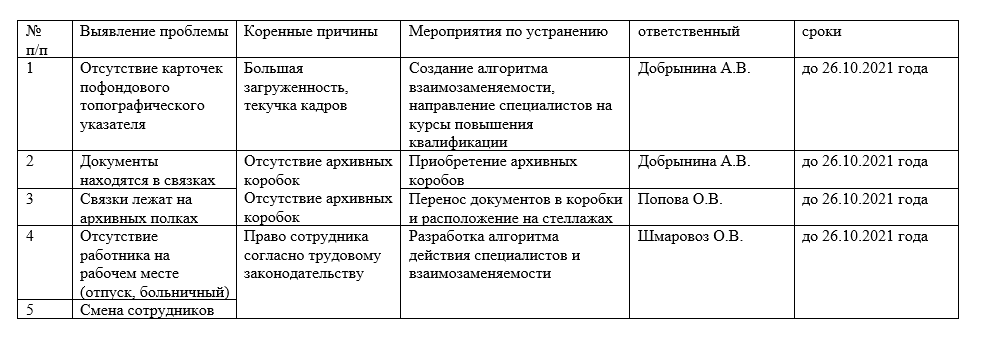 №
п/п
Выявление проблемы
Коренные причины
Мероприятия по устранению
ответственный
сроки
1
Отсутствие карточек
пофондового
топографического
указателя
Большая
загруженность,
текучка кадров
Создание алгоритма
взаимозаменяемости,
направление специалистов на
курсы повышения
квалификации
Добрынина А.В.
до 26.10.2021 года
2
Документы
находятся в связках
Отсутствие архивных
коробок
Приобретение архивных
коробов
Добрынина А.В.
до 26.10.2021 года
3
Связки лежат на
архивных полках
Отсутствие архивных
коробок
Перенос документов в коробки
и расположение на стеллажах
Попова О.В.
до 26.10.2021 года
4
Отсутствие
работника на
рабочем месте
(отпуск, больничный)
Право сотрудника
согласно трудовому
законодательству
Разработка алгоритма
действия специалистов и
взаимозаменяемости
Шмаровоз О.В.
до 26.10.2021 года
5
Смена сотрудников